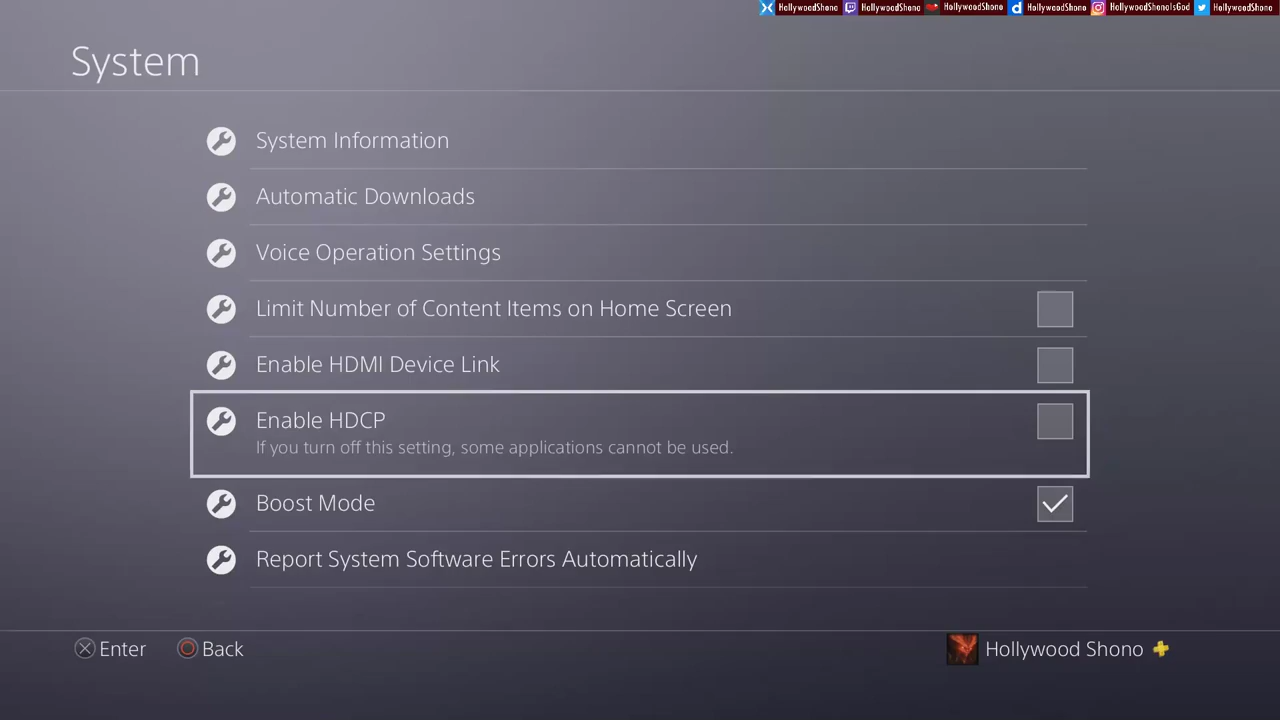 HollywoodShono HollywoodShono HollywoodShono HollywoodShono HollywoodShonoIsGod HollywoodShono
System
System Information
Automatic Downloads
Voice Operation Settings
Limit Number of Content Items on Home Screen
Enable HDMI Device Link
Enable HDCP
If you turn off this setting, some applications cannot be used.
Boost Mode
Report System Software Errors Automatically
Enter Back Hollywood Shono